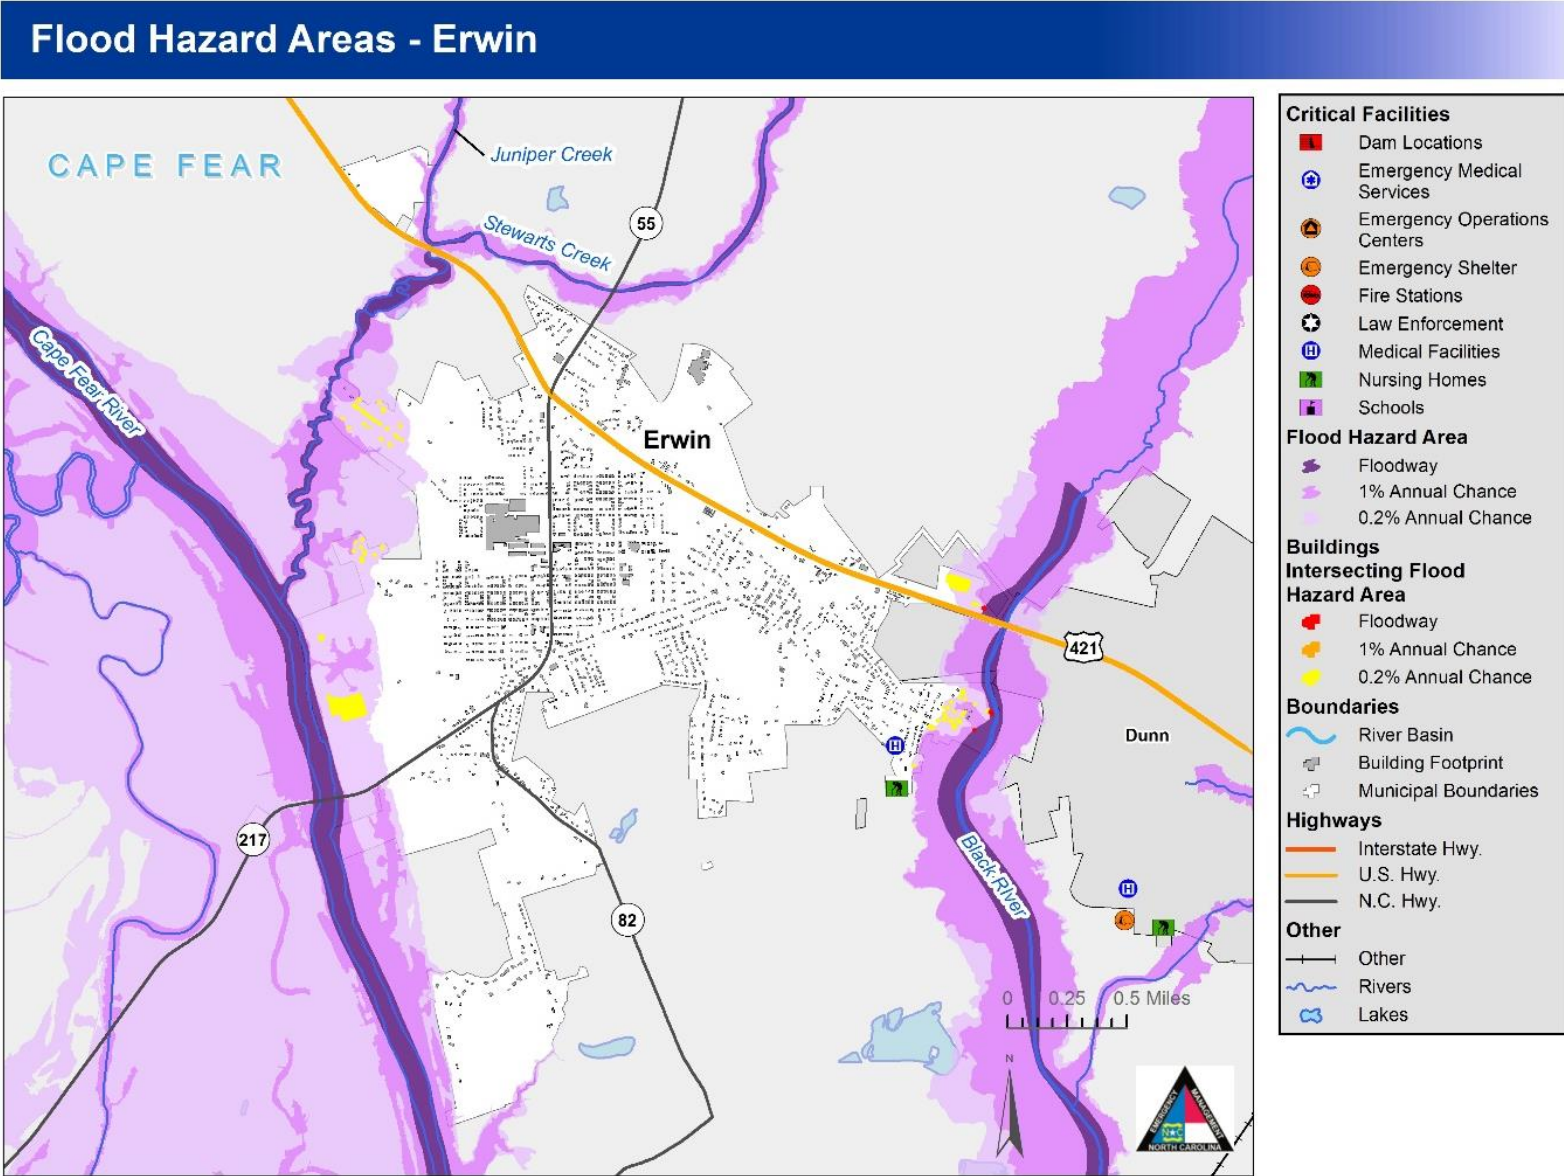 Flood Hazard Areas - Erwin
CAPE FEAR
Juniper Creek
Stewarts Creek
55
Cape Fear River
Erwin
421
Dunn
H
217
Black RIver
82
H
0 0.25 0.5 Miles
N
EMERGENCY
MANAGEMENT
N C
NORTH CAROLINA
Critical Facilities
Dam Locations
Emergency Medical
Services
Emergency Operations
Centers
Emergency Shelter
Fire Stations
Law Enforcement
H Medical Facilities
Nursing Homes
Schools
Flood Hazard Area
Floodway
1% Annual Chance
0.2% Annual Chance
Buildings
Intersecting Flood
Hazard Area
Floodway
1% Annual Chance
0.2% Annual Chance
Boundaries
River Basin
Building Footprint
Municipal Boundaries
Highways
Interstate Hwy.
U.S. Hwy.
N.C. Hwy.
Other
Other
Rivers
Lakes